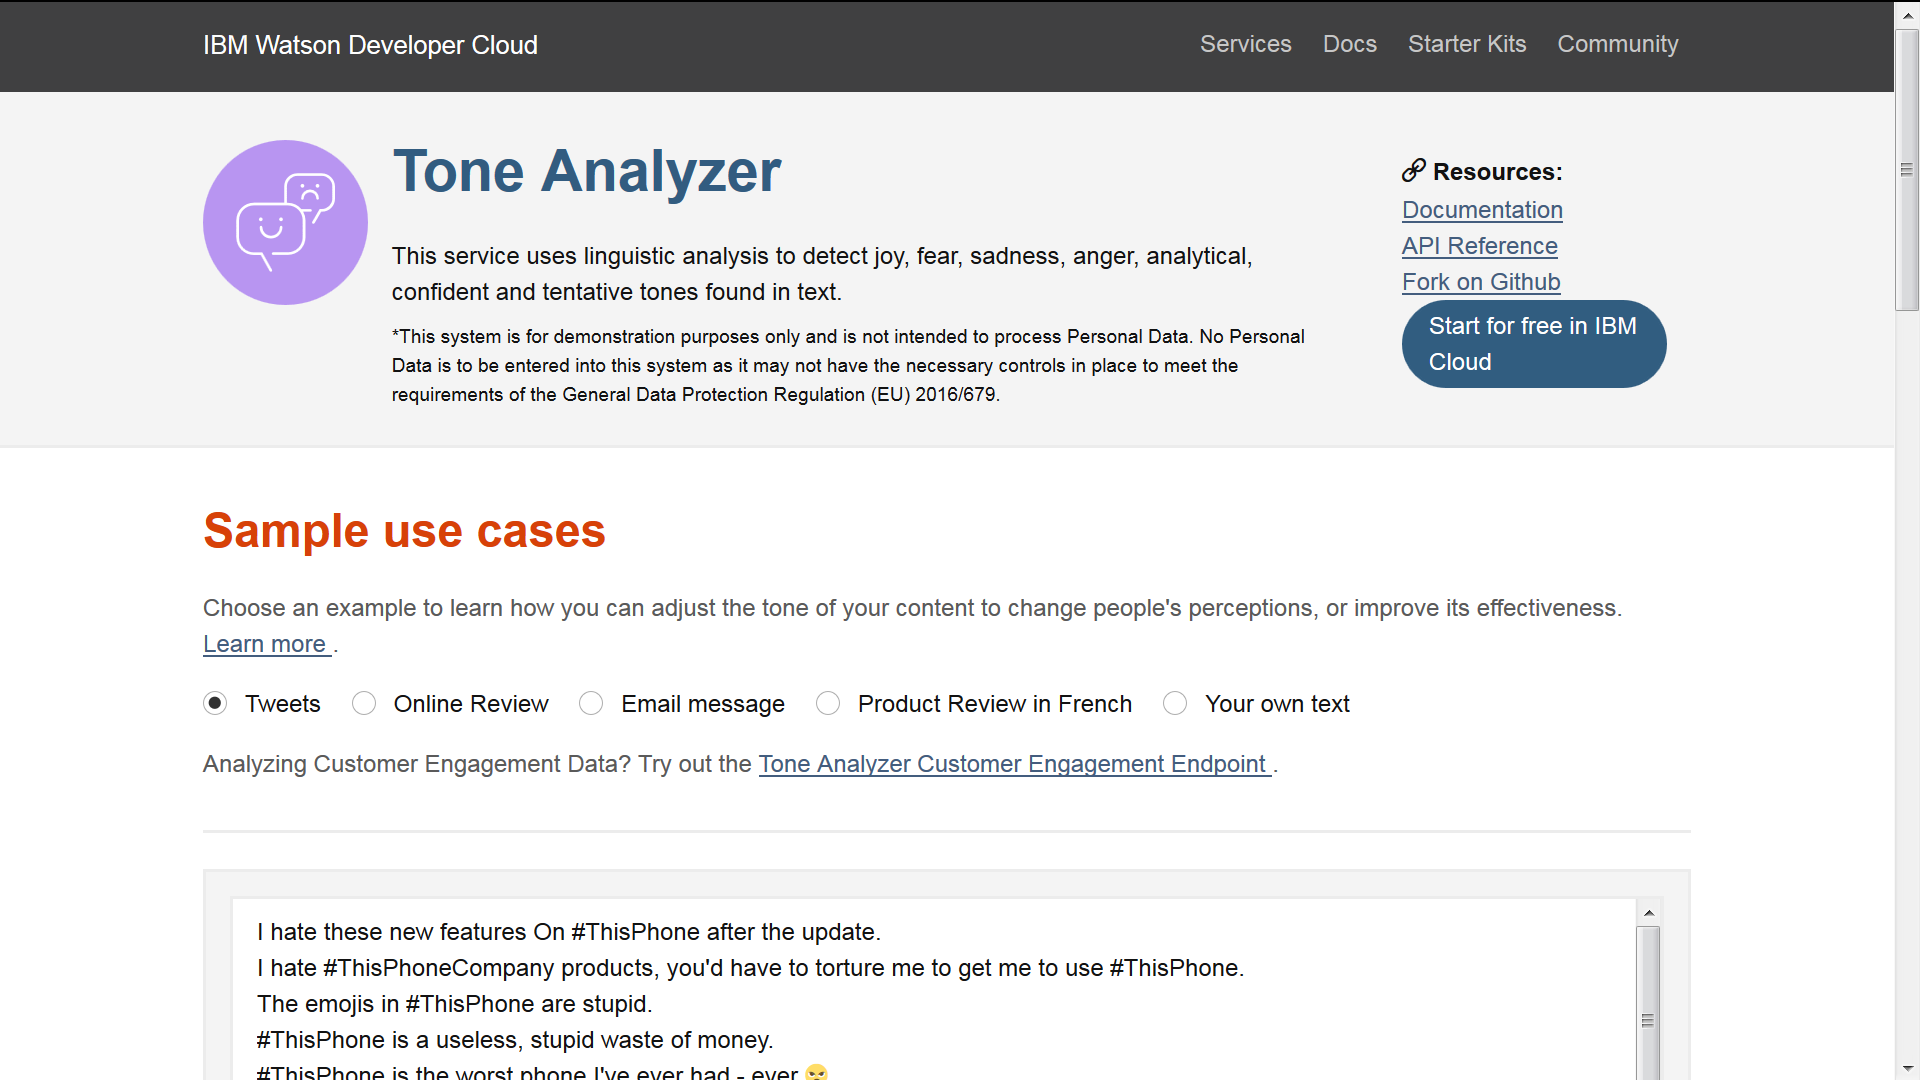 IBM Watson Developer Cloud
Services Docs Starter Kits Community
Tone Analyzer
This service uses linguistic analysis to detect joy, fear, sadness, anger, analytical,
confident and tentative tones found in text.
*This system is for demonstration purposes only and is not intended to process Personal Data. No Personal
Data is to be entered into this system as it may not have the necessary controls in place to meet the
requirements of the General Data Protection Regulation (EU) 2016/679.
Resources:
Documentation
API Reference
Fork on Github
Start for free in IBM
Cloud
Sample use cases
Choose an example to learn how you can adjust the tone of your content to change people's perceptions, or improve its effectiveness.
Learn more .
Tweets Online Review Email message Product Review in French Your own text
Analyzing Customer Engagement Data? Try out the Tone Analyzer Customer Engagement Endpoint .
I hate these new features On #ThisPhone after the update.
I hate #ThisPhoneCompany products, you'd have to torture me to get me to use #ThisPhone.
The emojis in #ThisPhone are stupid.
#ThisPhone is a useless, stupid waste of money.
#ThisPhone is the worst phone I've ever had - ever 😠